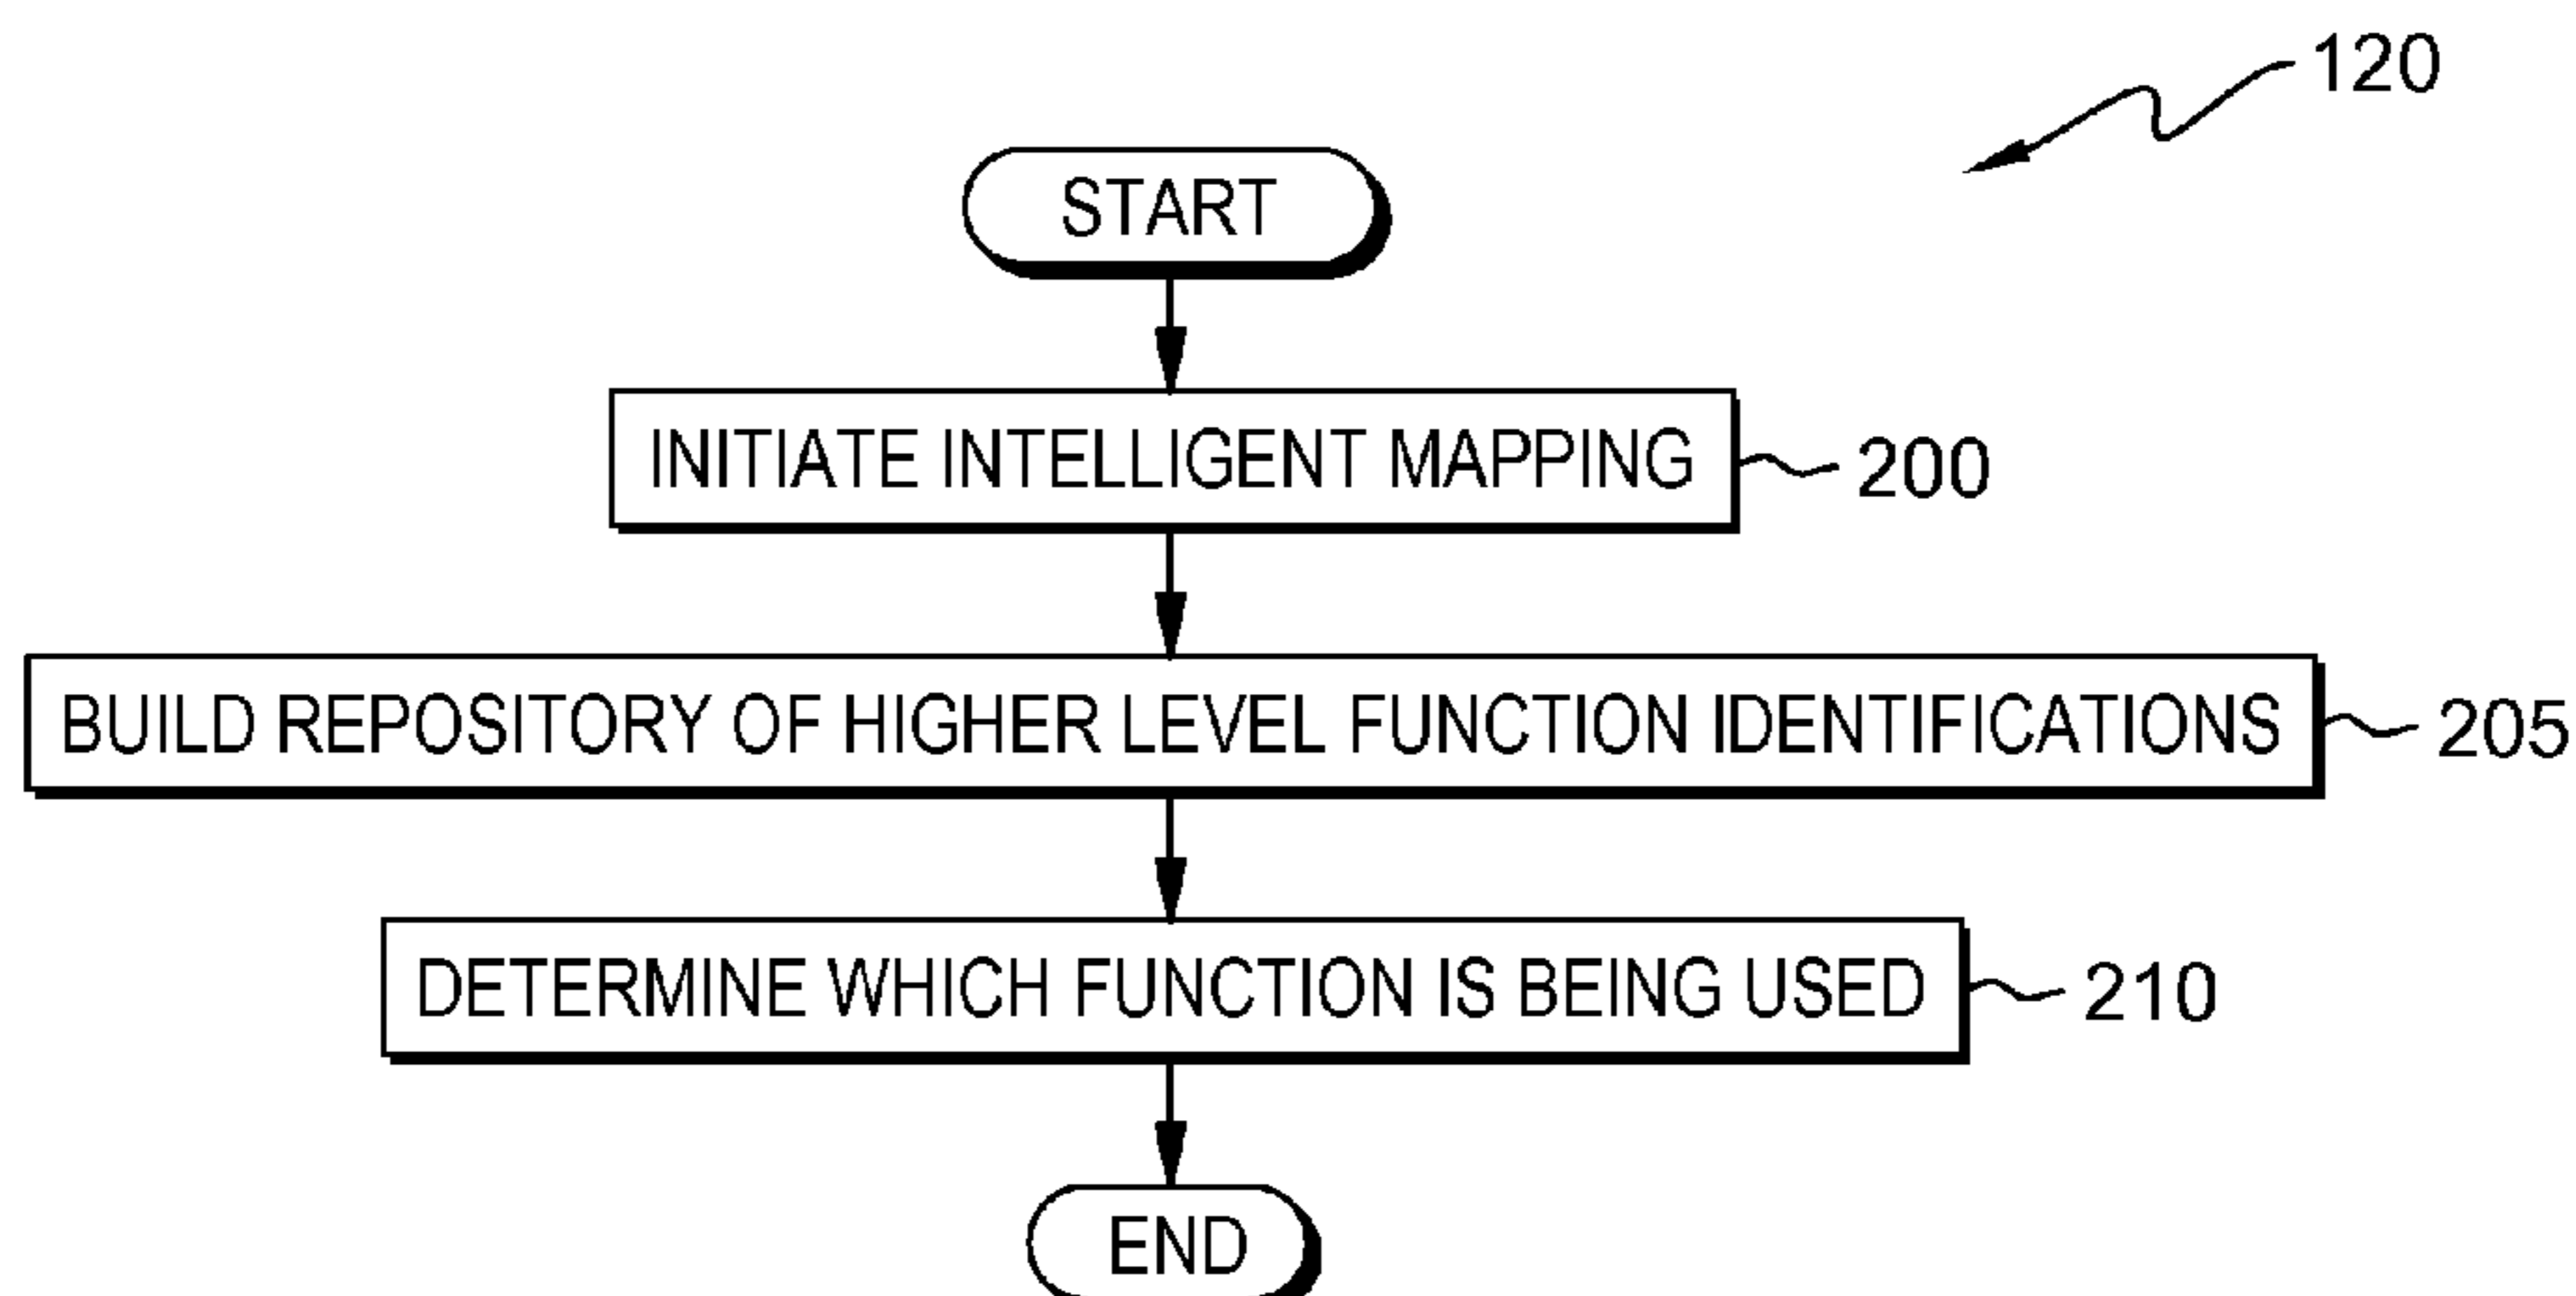 120
START
INITIATE INTELLIGENT MAPPING
200
BUILD REPOSITORY OF HIGHER LEVEL FUNCTION IDENTIFICATIONS
205
DETERMINE WHICH FUNCTION IS BEING USED
210
END